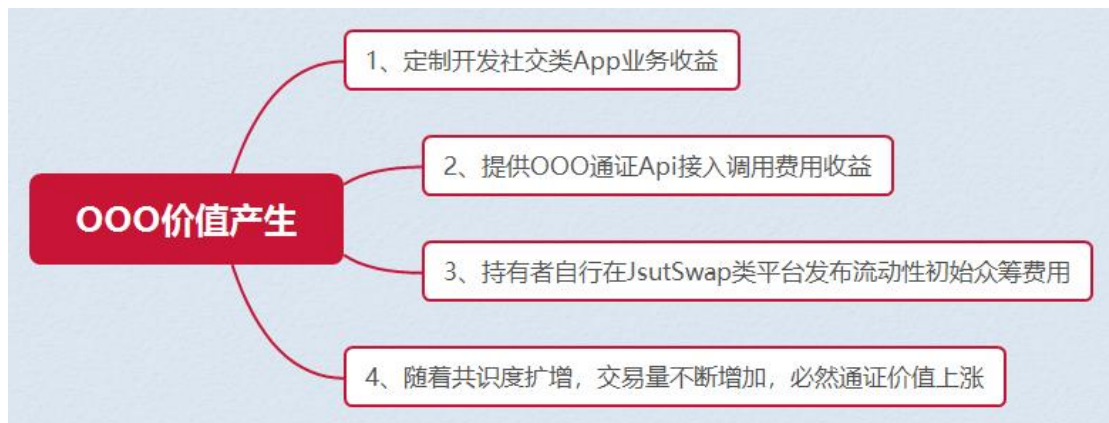 1、定制开发社交类App业务收益
2、提供OOO通证Api接入调用费用收益
OOO价值产生
3、持有者自行在JsutSwap类平台发布流动性初始众筹费用
4、随着共识度扩增，交易量不断增加，必然通证价值上涨